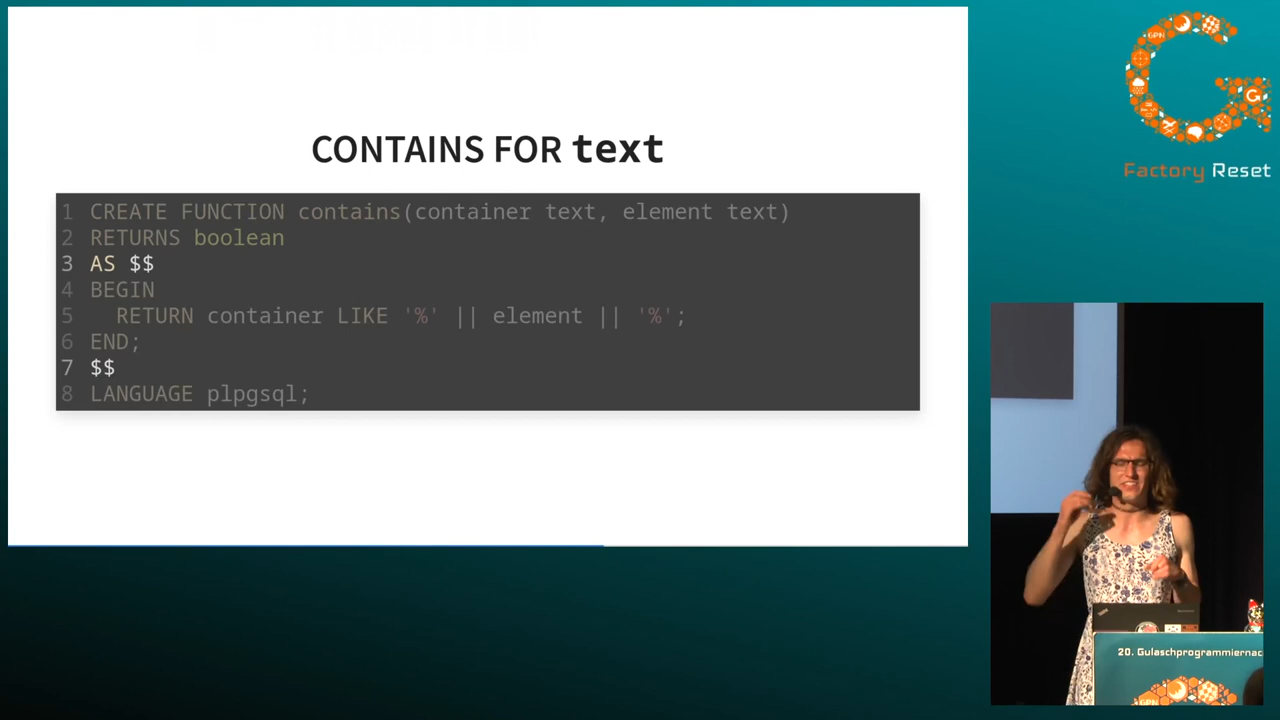 CONTAINS FOR text
1 CREATE FUNCTION contains(container text, element text)
2 RETURNS boolean
3 AS $$
4 BEGIN
5   RETURN container LIKE '%' || element || '%';
6 END;
7 $$
8 LANGUAGE plpgsql;
GPN
G
Factory Reset
20. Gulaschprogrammiernac